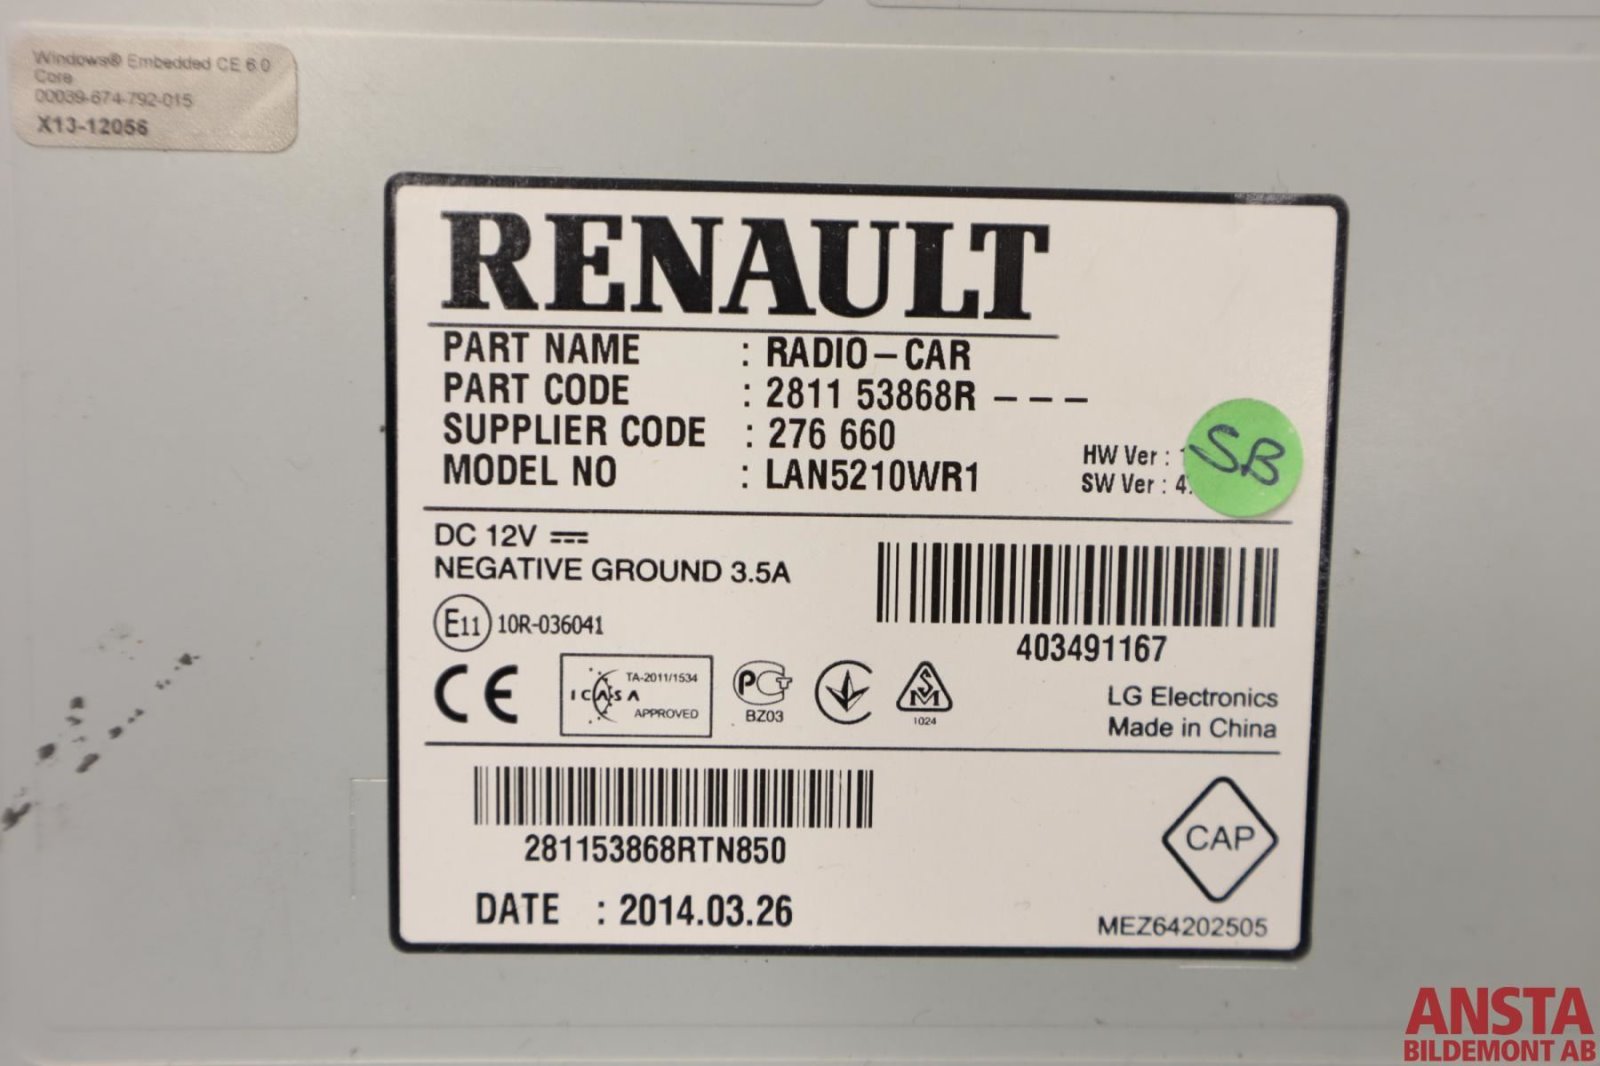 Windows® Embedded CE 6.0
Core
00039-674-792-015
X13-12056
RENAULT
PART NAME : RADIO-CAR
PART CODE : 2811 53868R ---
SUPPLIER CODE : 276 660
MODEL NO : LAN5210WR1
HW Ver :
SW Ver : 4.
SB
DC 12V
NEGATIVE GROUND 3.5A
E11 10R-036041
403491167
CE
TA-2011/1534
ICASA
APPROVED
PCT
BZ03
SM
1024
LG Electronics
Made in China
281153868RTN850
DATE : 2014.03.26
CAP
MEZ64202505
ANSTA
BILDEMONT AB